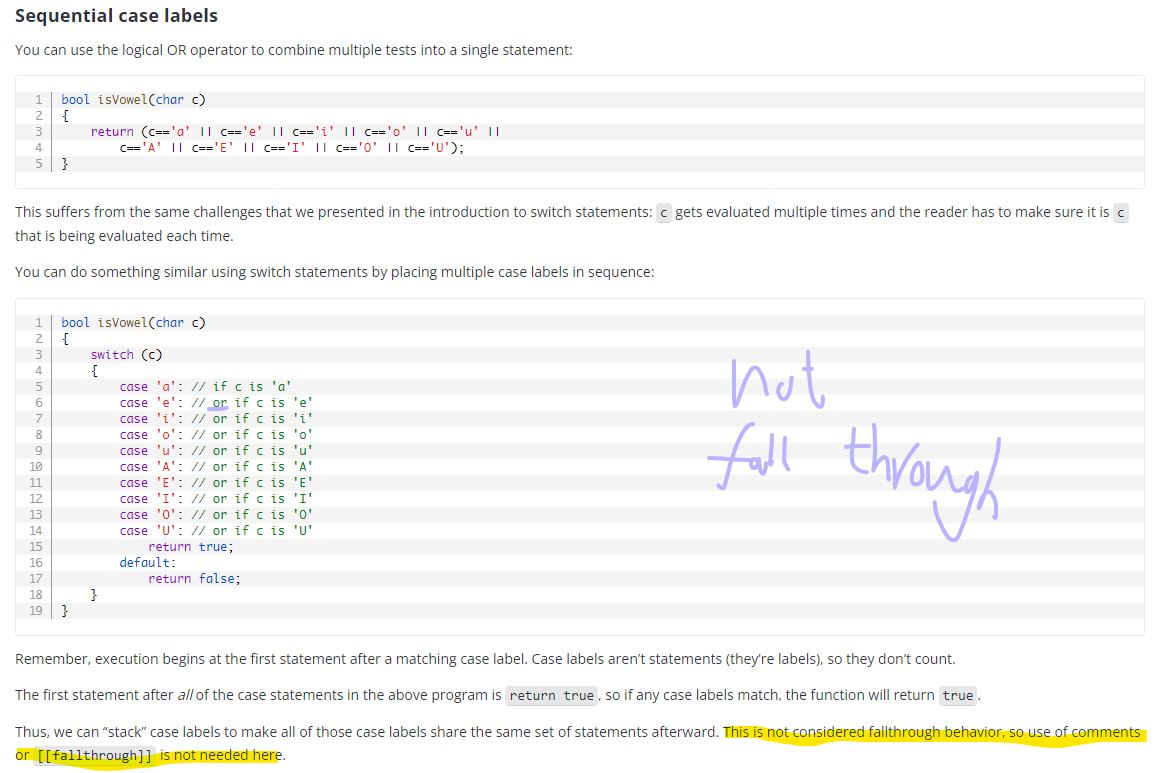 Sequential case labels
You can use the logical OR operator to combine multiple tests into a single statement:
1 bool isVowel(char c)
2 {
3     return (c=='a' || c=='e' || c=='i' || c=='o' || c=='u' ||
4         c=='A' || c=='E' || c=='I' || c=='O' || c=='U');
5 }
This suffers from the same challenges that we presented in the introduction to switch statements: c gets evaluated multiple times and the reader has to make sure it is c
that is being evaluated each time.
You can do something similar using switch statements by placing multiple case labels in sequence:
1 bool isVowel(char c)
2 {
3     switch (c)
4     {
5         case 'a': // if c is 'a'
6         case 'e': // or if c is 'e'
7         case 'i': // or if c is 'i'
8         case 'o': // or if c is 'o'
9         case 'u': // or if c is 'u'
10         case 'A': // or if c is 'A'
11         case 'E': // or if c is 'E'
12         case 'I': // or if c is 'I'
13         case 'O': // or if c is 'O'
14         case 'U': // or if c is 'U'
15             return true;
16         default:
17             return false;
18     }
19 }
not
fall through
Remember, execution begins at the first statement after a matching case label. Case labels aren’t statements (they’re labels), so they don’t count.
The first statement after all of the case statements in the above program is return true, so if any case labels match, the function will return true.
Thus, we can “stack” case labels to make all of those case labels share the same set of statements afterward. This is not considered fallthrough behavior, so use of comments
or [[fallthrough]] is not needed here.